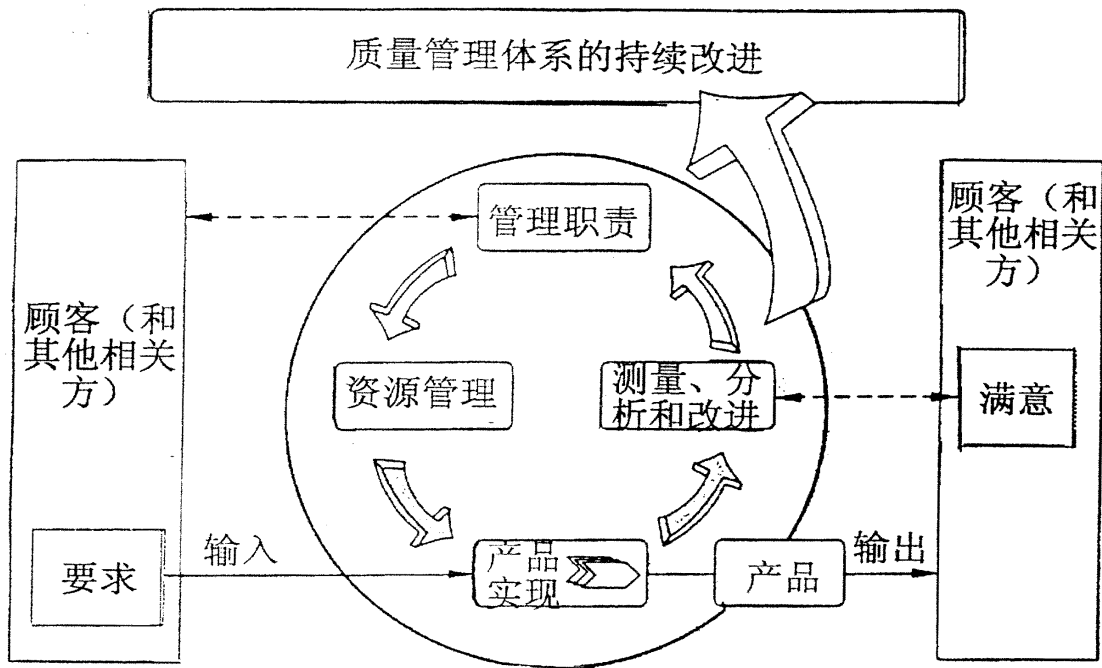 质量管理体系的持续改进
管理职责
顾客（和
其他相关
方）
顾客（和
其他相关
方）
资源管理
测量、分
析和改进
满意
要求
输入
产品
实现
产品
输出